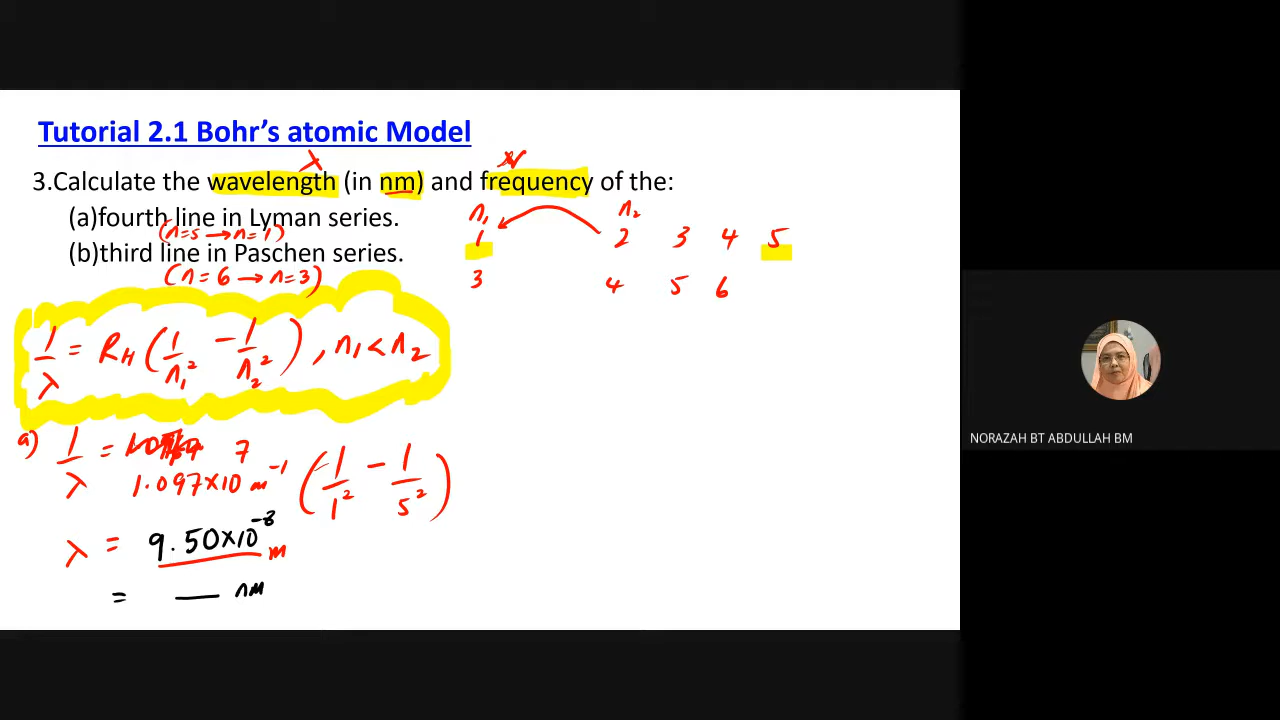 Tutorial 2.1 Bohr's atomic Model
λ
3.Calculate the wavelength (in nm) and frequency of the:
(a)fourth line in Lyman series.
n₁ n₂
(n=5 → n=1)
1 2 3 4 5
(b)third line in Paschen series.
(n = 6 → n=3)
3 4 5 6
1/λ = RH (1/n₁² - 1/n₂²), n₁ < n₂
a) 1/λ = 1.097×10⁷ m⁻¹ (1/1² - 1/5²)
λ = 9.50×10⁻⁸ m
= __ nm
NORAZAH BT ABDULLAH BM